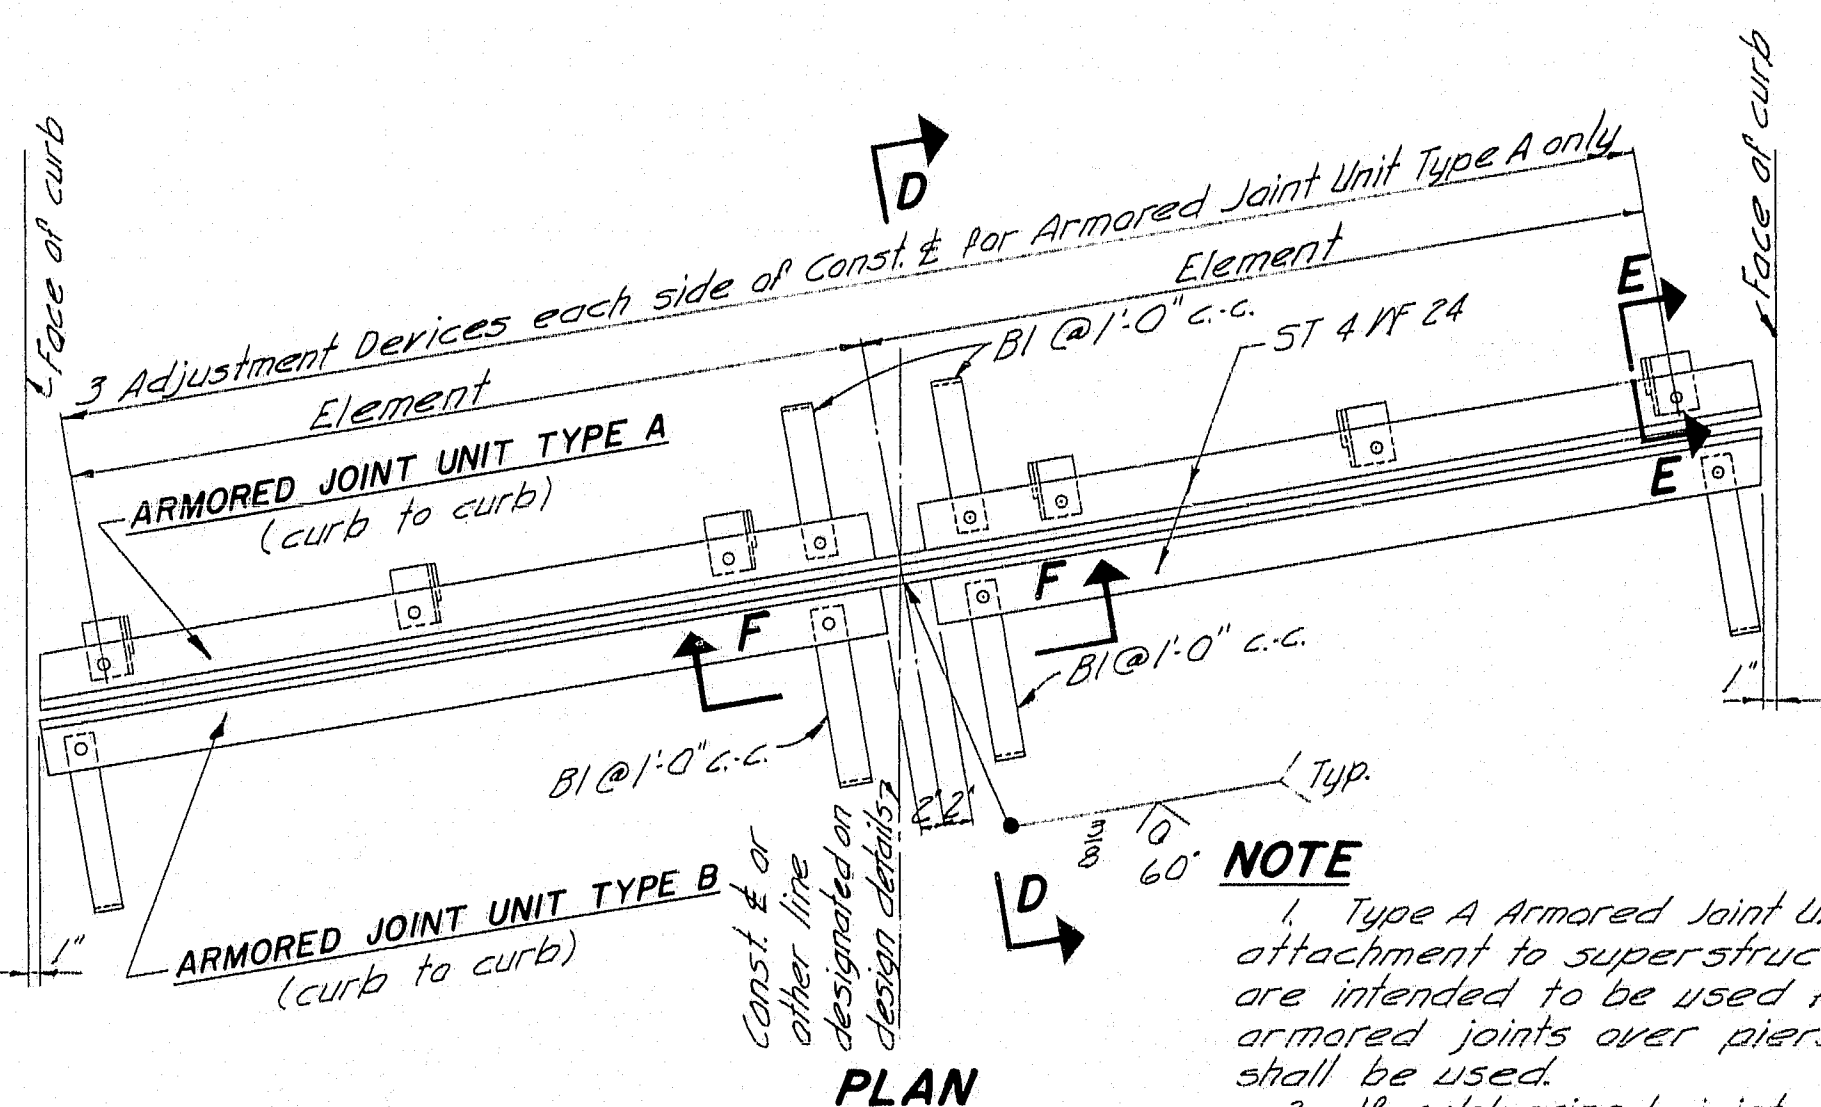 Face of curb
Face of curb
D
3 Adjustment Devices each side of Const. ℄ for Armored Joint Unit Type A only
Element
Element
E
B1 @ 1'-0" c.-c.
ST 4 WF 24
ARMORED JOINT UNIT TYPE A
(curb to curb)
E
F
F
B1 @ 1'-0" c.-c.
1"
B1 @ 1'-0" c.-c.
2" 2"
Typ.
3/8
0
60°
ARMORED JOINT UNIT TYPE B
(curb to curb)
1"
Const. ℄ or
other line
designated on
design details
D
NOTE
1. Type A Armored Joint
attachment to superstruc
are intended to be used
armored joints over piers
shall be used.
PLAN